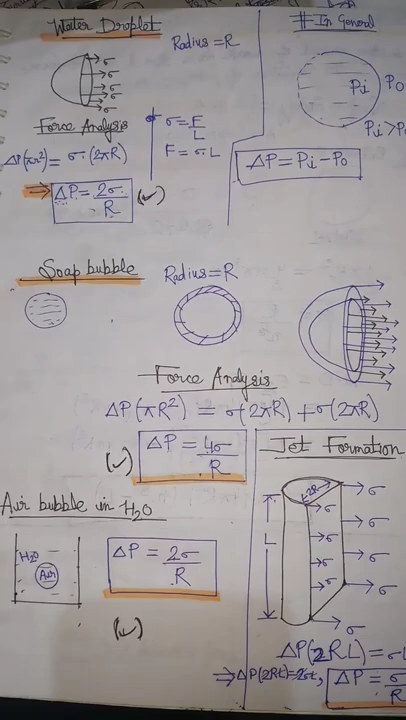 Water Droplet
Radius = R
σ
σ
σ
σ
σ
Force Analysis
ΔP(πr²) = σ.(2πR)
⇒ ΔP = 2σ/R (✓)
σ = F/L
F = σ.L
# In General
Pi
Po
Pi > Po
ΔP = Pi - Po
Soap bubble
Radius = R
Force Analysis
ΔP(πR²) = σ(2πR) + σ(2πR)
(✓) ΔP = 4σ/R
Air bubble in H₂O
H₂O
Air
ΔP = 2σ/R
(✓)
Jet Formation
2R
L
σ
σ
σ
σ
σ
σ
σ
σ
σ
ΔP(2RL) = σL
⇒ ΔP(2RL) = 2σL, ΔP = σ/R